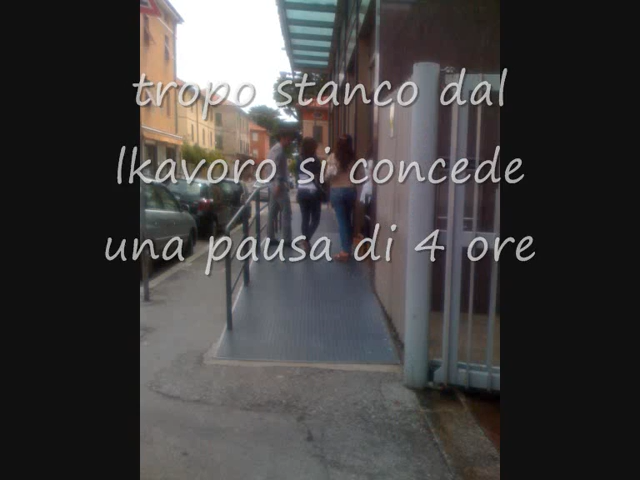 tropo stanco dal
lkavoro si concede
una pausa di 4 ore